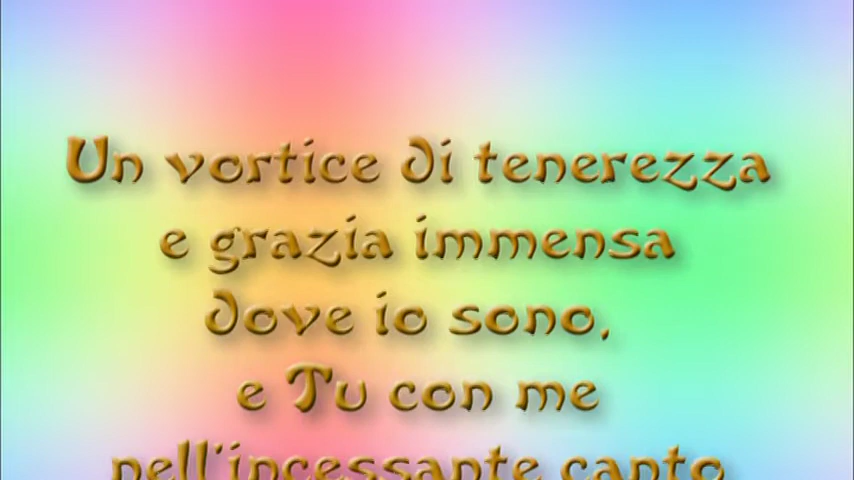 Un vortice di tenerezza
e grazia immensa
dove io sono,
e Tu con me
nell'incessante canto